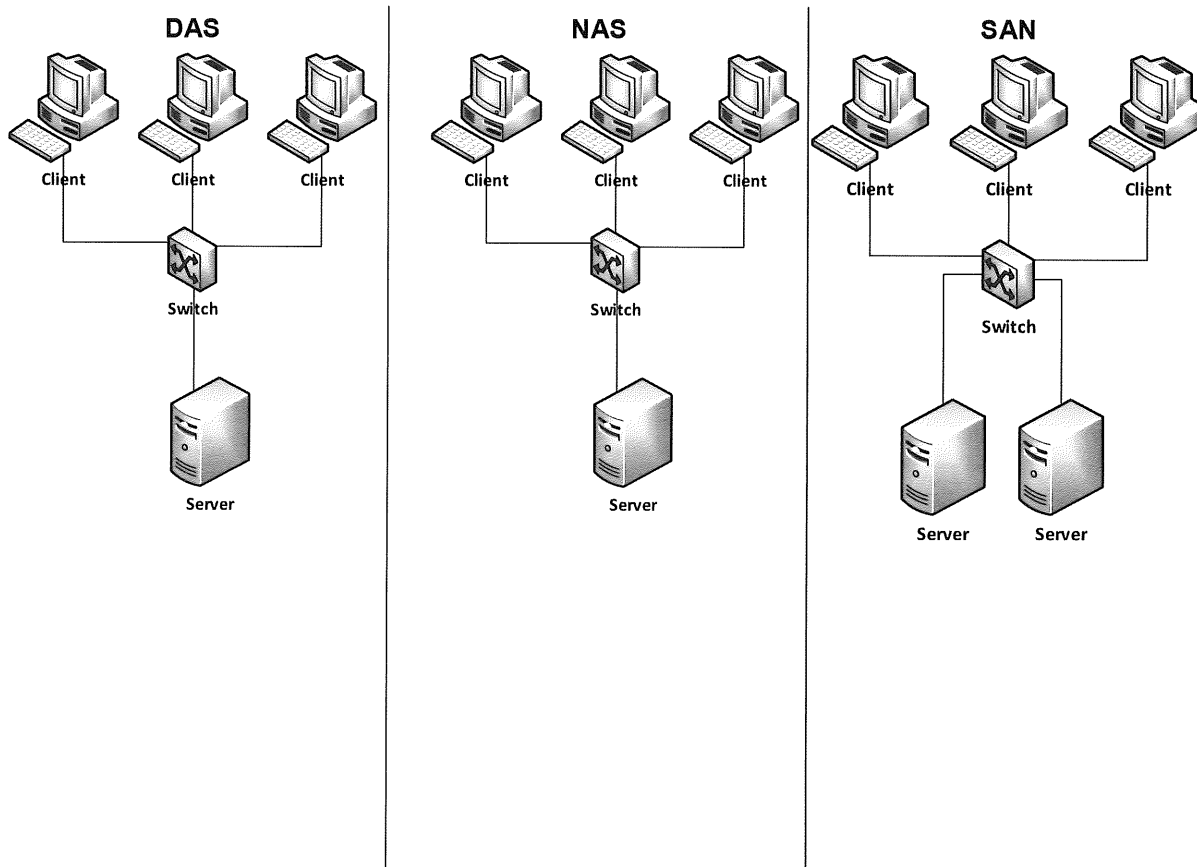 DAS
Client Client Client
Switch
Server
NAS
Client Client Client
Switch
Server
SAN
Client Client Client
Switch
Server Server